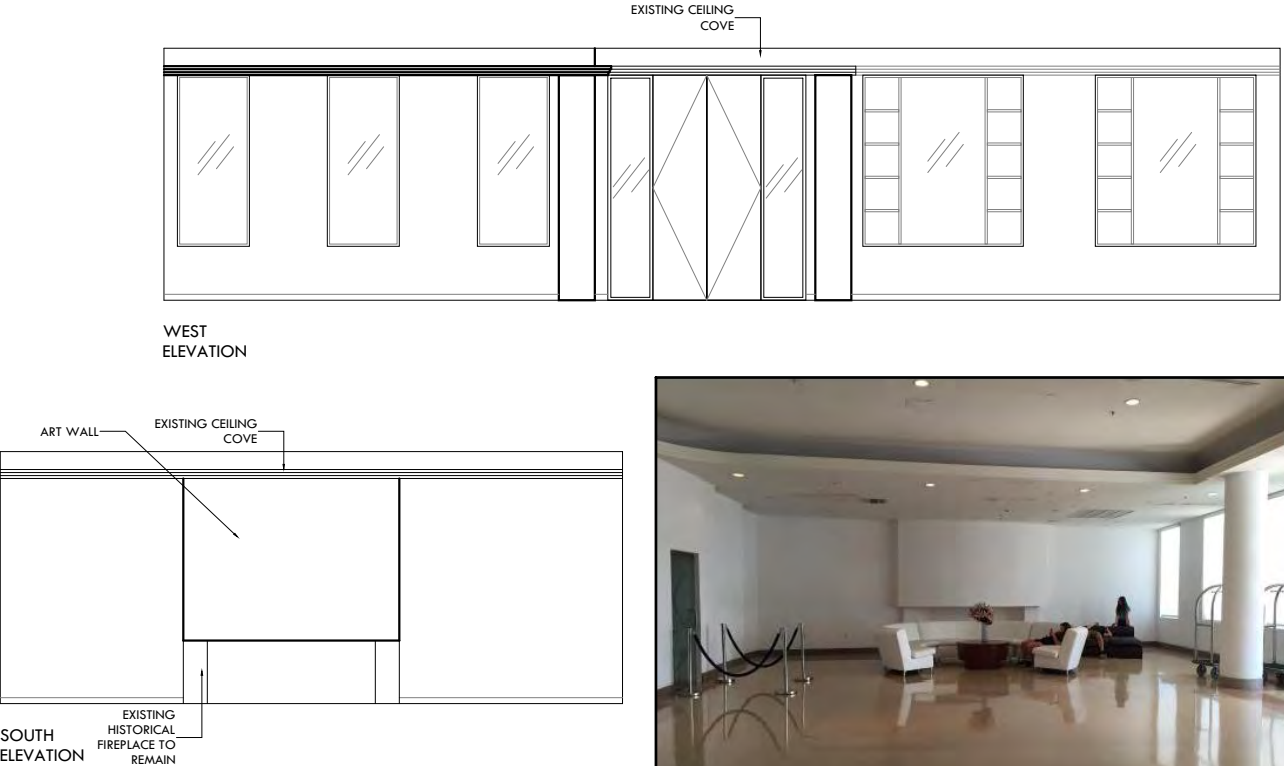 EXISTING CEILING
COVE
WEST
ELEVATION
ART WALL
EXISTING CEILING
COVE
EXISTING
HISTORICAL
FIREPLACE TO
REMAIN
SOUTH
ELEVATION